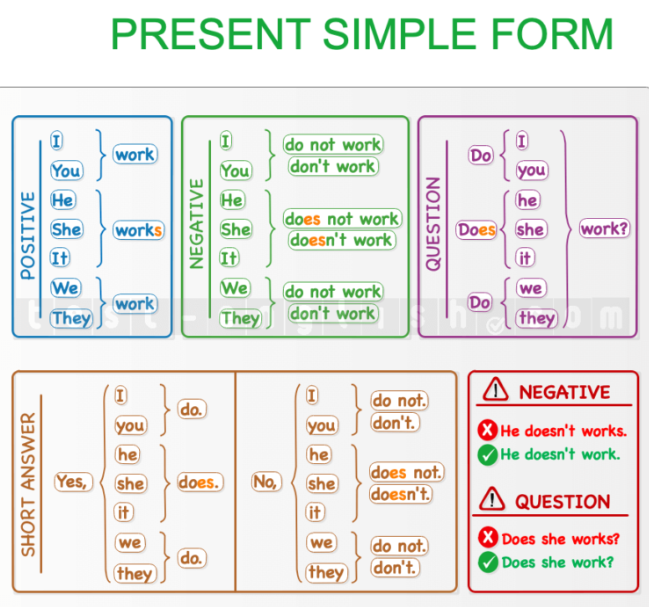 PRESENT SIMPLE FORM
POSITIVE
I
You
work
He
She
It
works
We
They
work
NEGATIVE
I
You
do not work
don't work
He
She
It
does not work
doesn't work
We
They
do not work
don't work
QUESTION
Do
I
you
Does
he
she
it
Do
we
they
work?
test-english.com
SHORT ANSWER
Yes,
I
you
do.
he
she
it
does.
we
they
do.
No,
I
you
do not.
don't.
he
she
it
does not.
doesn't.
we
they
do not.
don't.
NEGATIVE
He doesn't works.
He doesn't work.
QUESTION
Does she works?
Does she work?